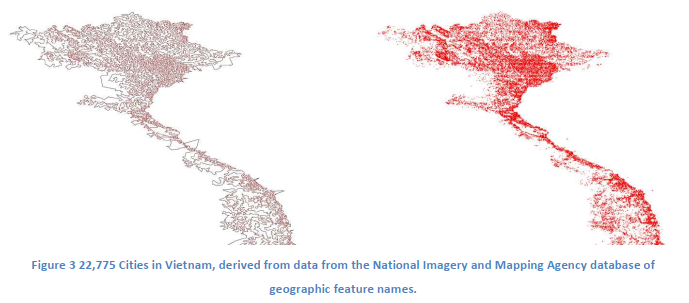 Figure 3 22,775 Cities in Vietnam, derived from data from the National Imagery and Mapping Agency database of
geographic feature names.